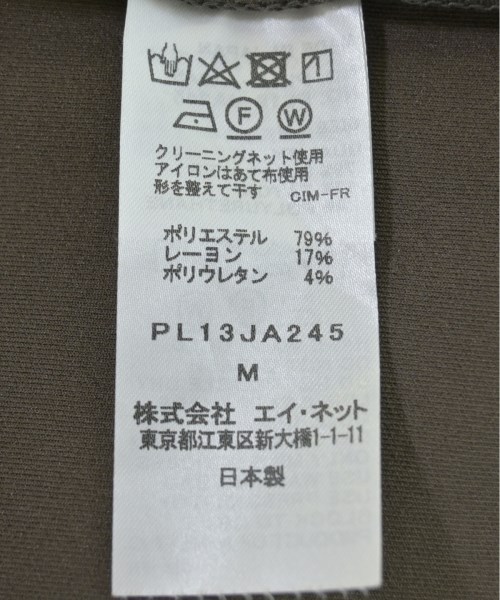 F W
クリーニングネット使用
アイロンはあて布使用
形を整えて干す CIM-FR
ポリエステル 79%
レーヨン 17%
ポリウレタン 4%
PL13JA245
M
株式会社 エイ・ネット
東京都江東区新大橋1-1-11
日本製